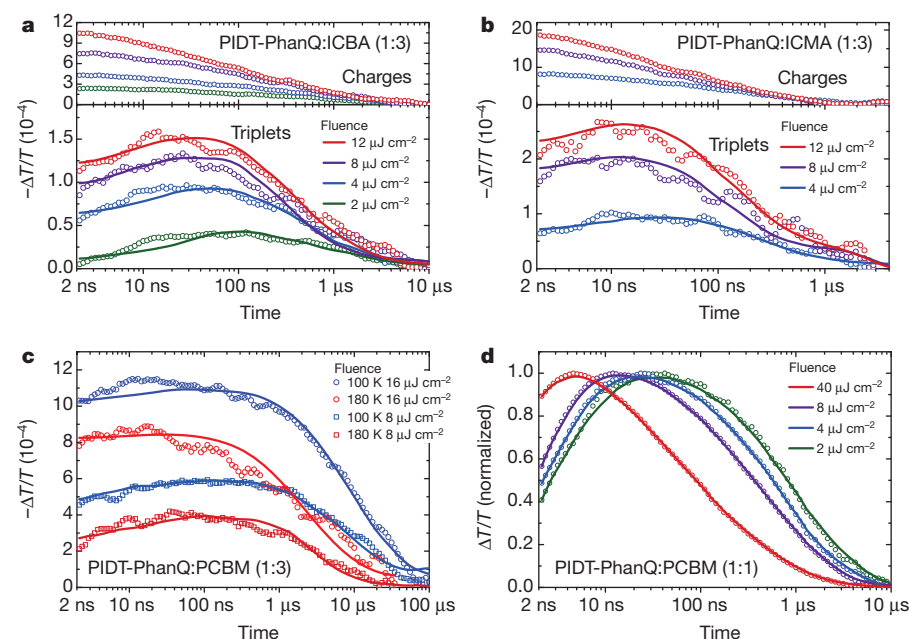 a
PIDT-PhanQ:ICBA (1:3)
Charges
12
9
6
3
0
Triplets
Fluence
12 μJ cm⁻²
8 μJ cm⁻²
4 μJ cm⁻²
2 μJ cm⁻²
1.5
1.0
0.5
0.0
−ΔT/T (10⁻⁴)
2 ns 10 ns 100 ns 1 μs 10 μs
Time
b
PIDT-PhanQ:ICMA (1:3)
Charges
20
10
0
Triplets
Fluence
12 μJ cm⁻²
8 μJ cm⁻²
4 μJ cm⁻²
2
1
0
−ΔT/T (10⁻⁴)
2 ns 10 ns 100 ns 1 μs
Time
c
Fluence
100 K 16 μJ cm⁻²
180 K 16 μJ cm⁻²
100 K 8 μJ cm⁻²
180 K 8 μJ cm⁻²
12
10
8
6
4
2
0
−ΔT/T (10⁻⁴)
PIDT-PhanQ:PCBM (1:3)
2 ns 10 ns 100 ns 1 μs 10 μs 100 μs
Time
d
Fluence
40 μJ cm⁻²
8 μJ cm⁻²
4 μJ cm⁻²
2 μJ cm⁻²
1.0
0.8
0.6
0.4
0.2
0.0
ΔT/T (normalized)
PIDT-PhanQ:PCBM (1:1)
2 ns 10 ns 100 ns 1 μs 10 μs
Time